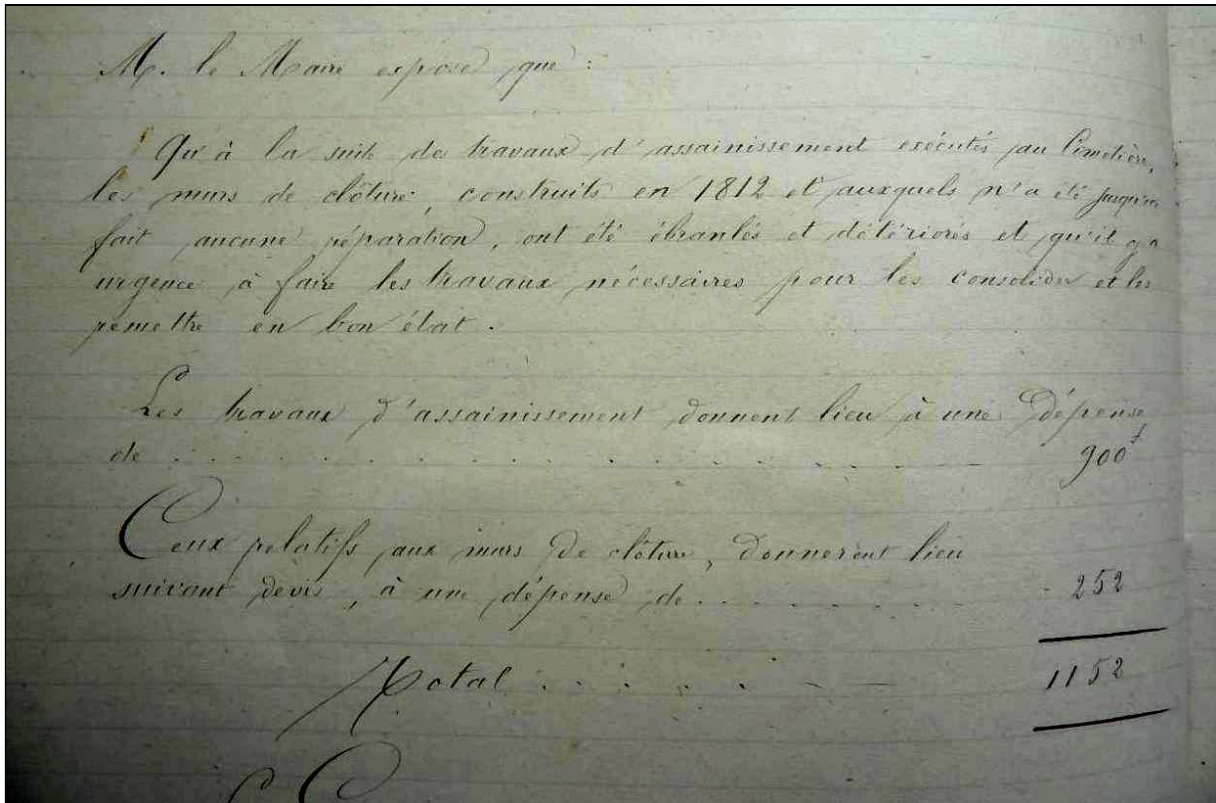 M. le Maire expose que :
Qu'à la suite des travaux d'assainissement exécutés au Cimetière,
les murs de clôture, construits en 1812 et auxquels n'a été jusqu'ici
fait aucune réparation, ont été ébranlés et détériorés et qu'il y a
urgence à faire les travaux nécessaires pour les consolider et les
remettre en bon état.
Les travaux d'assainissement donnent lieu à une dépense
de . . . . . . . . . . . . . . . . 900f
Ceux relatifs aux murs de clôture, donneront lieu
suivant devis, à une dépense de . . . . . . . . . 252
Total . . . . . . 1152